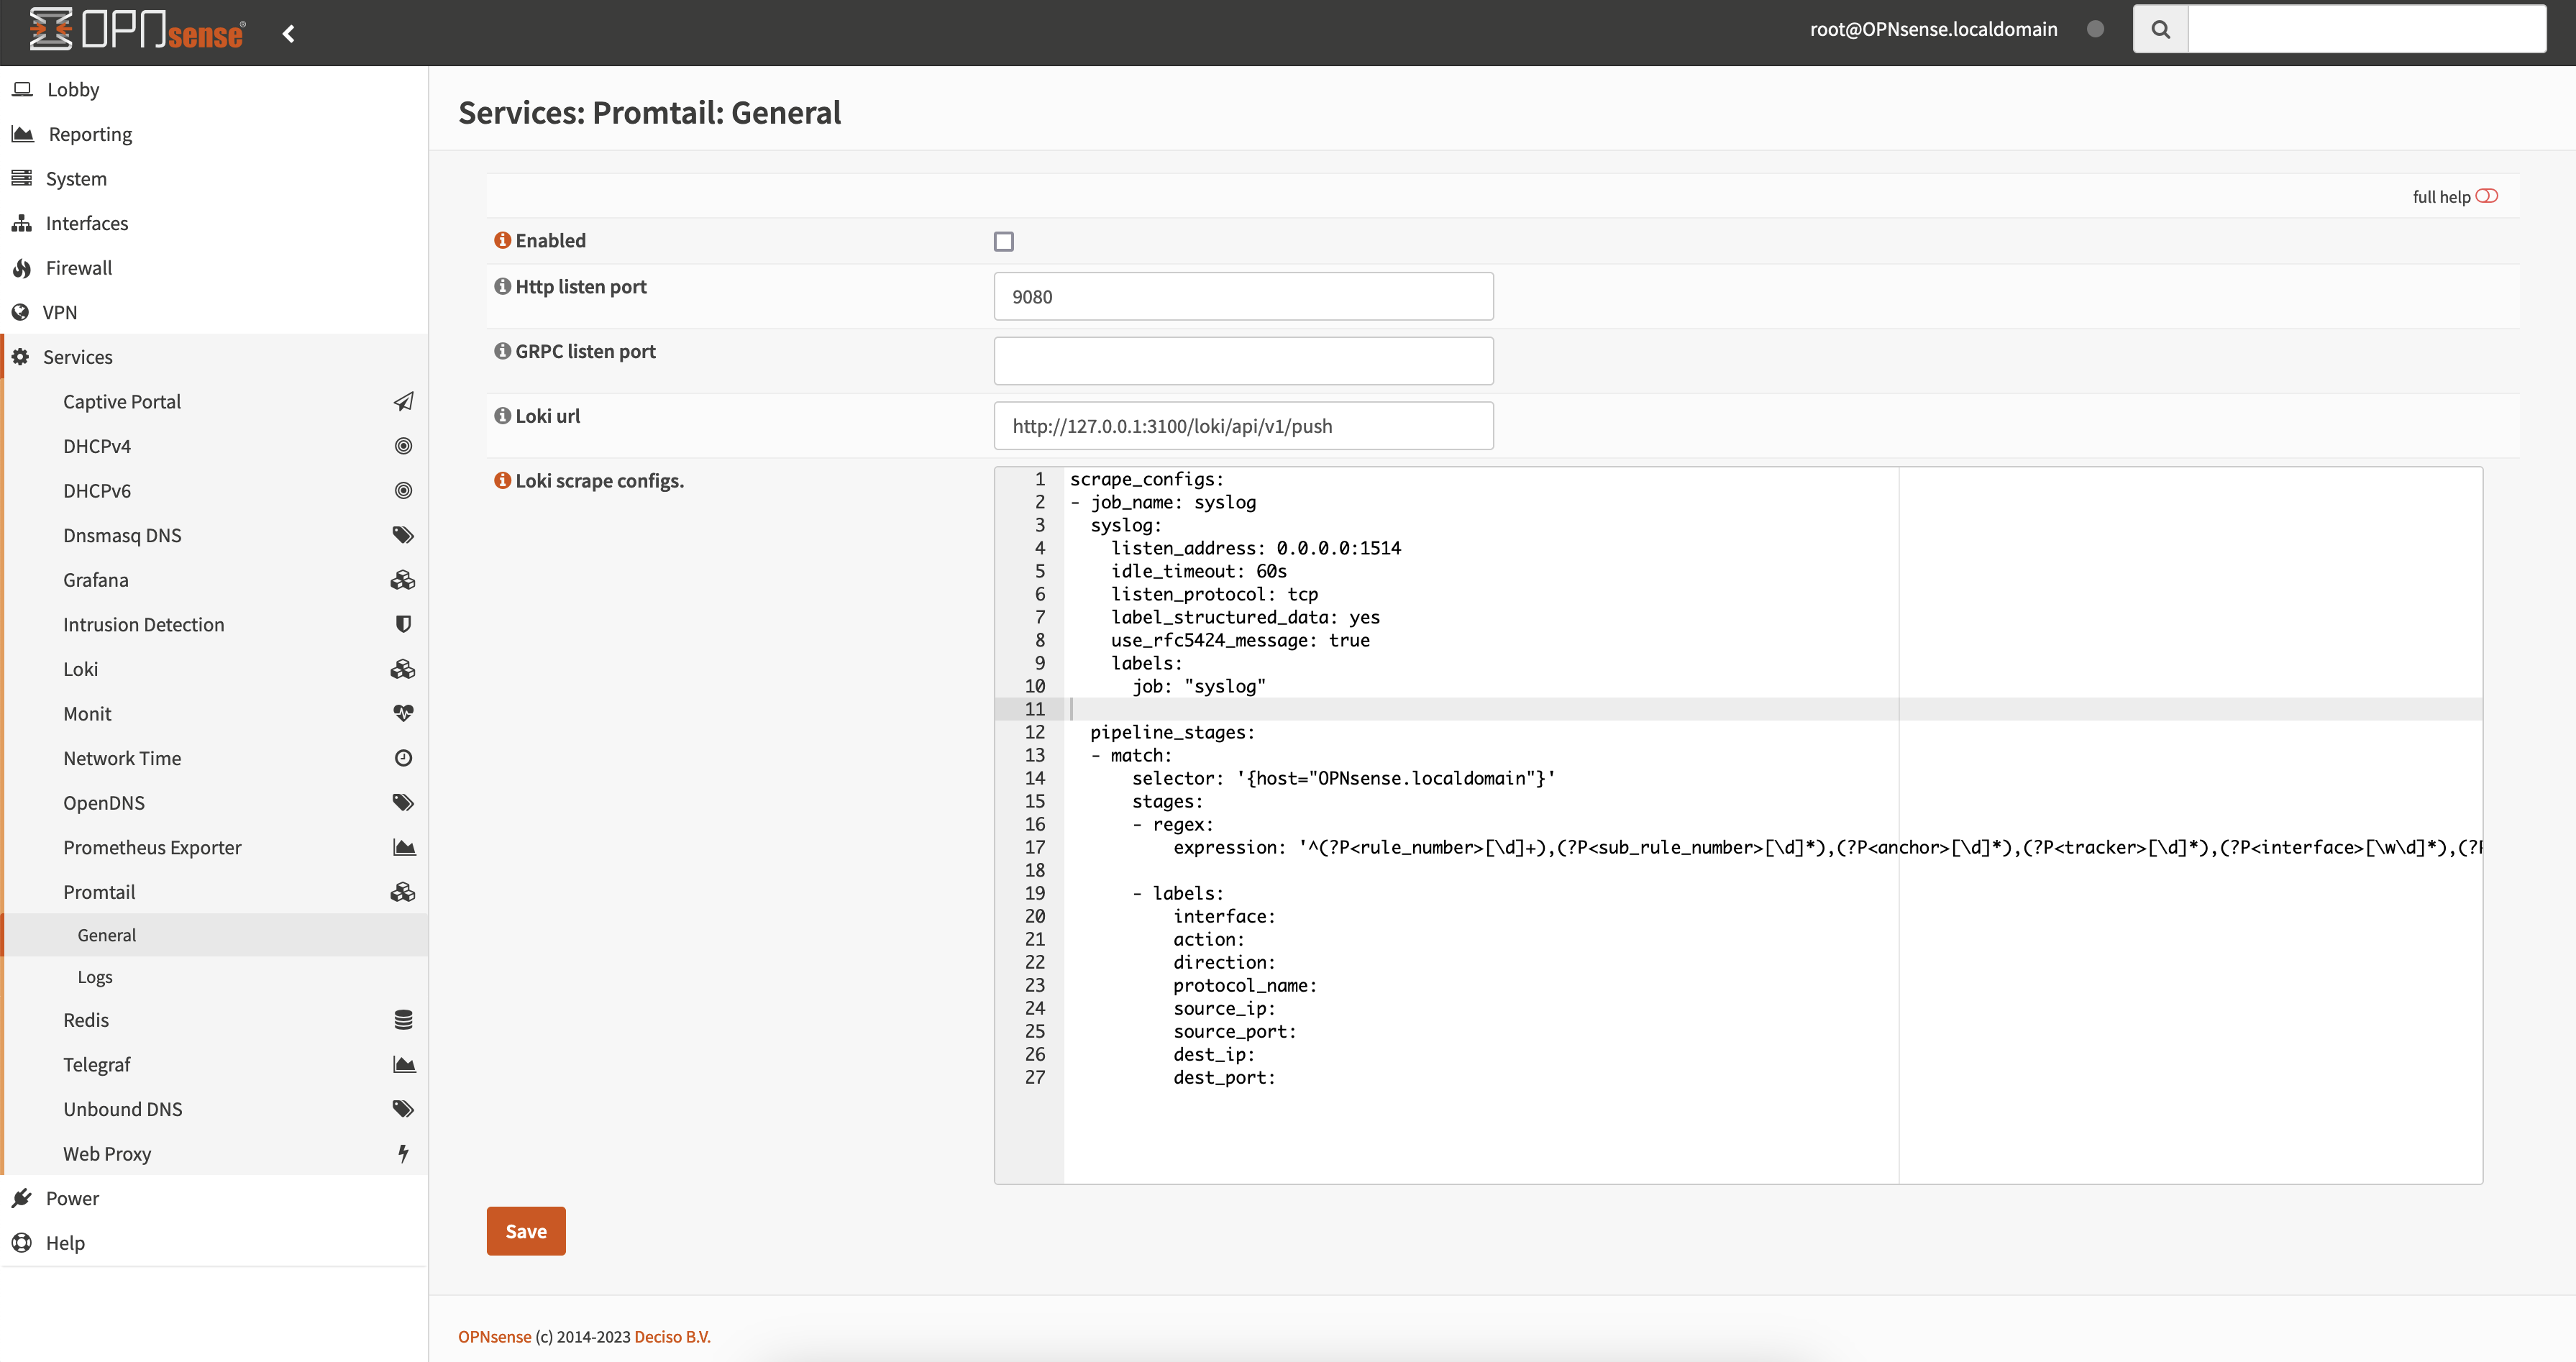 OPNsense®
root@OPNsense.localdomain
Lobby
Reporting
System
Interfaces
Firewall
VPN
Services
Captive Portal
DHCPv4
DHCPv6
Dnsmasq DNS
Grafana
Intrusion Detection
Loki
Monit
Network Time
OpenDNS
Prometheus Exporter
Promtail
General
Logs
Redis
Telegraf
Unbound DNS
Web Proxy
Power
Help
Services: Promtail: General
full help
Enabled
Http listen port
9080
GRPC listen port
Loki url
http://127.0.0.1:3100/loki/api/v1/push
Loki scrape configs.
1 scrape_configs:
2 - job_name: syslog
3 syslog:
4 listen_address: 0.0.0.0:1514
5 idle_timeout: 60s
6 listen_protocol: tcp
7 label_structured_data: yes
8 use_rfc5424_message: true
9 labels:
10 job: "syslog"
11
12 pipeline_stages:
13 - match:
14 selector: '{host="OPNsense.localdomain"}'
15 stages:
16 - regex:
17 expression: '^(?P<rule_number>[\d]+),(?P<sub_rule_number>[\d]*),(?P<anchor>[\d]*),(?P<tracker>[\d]*),(?P<interface>[\w\d]*),(?
18
19 - labels:
20 interface:
21 action:
22 direction:
23 protocol_name:
24 source_ip:
25 source_port:
26 dest_ip:
27 dest_port:
Save
OPNsense (c) 2014-2023 Deciso B.V.